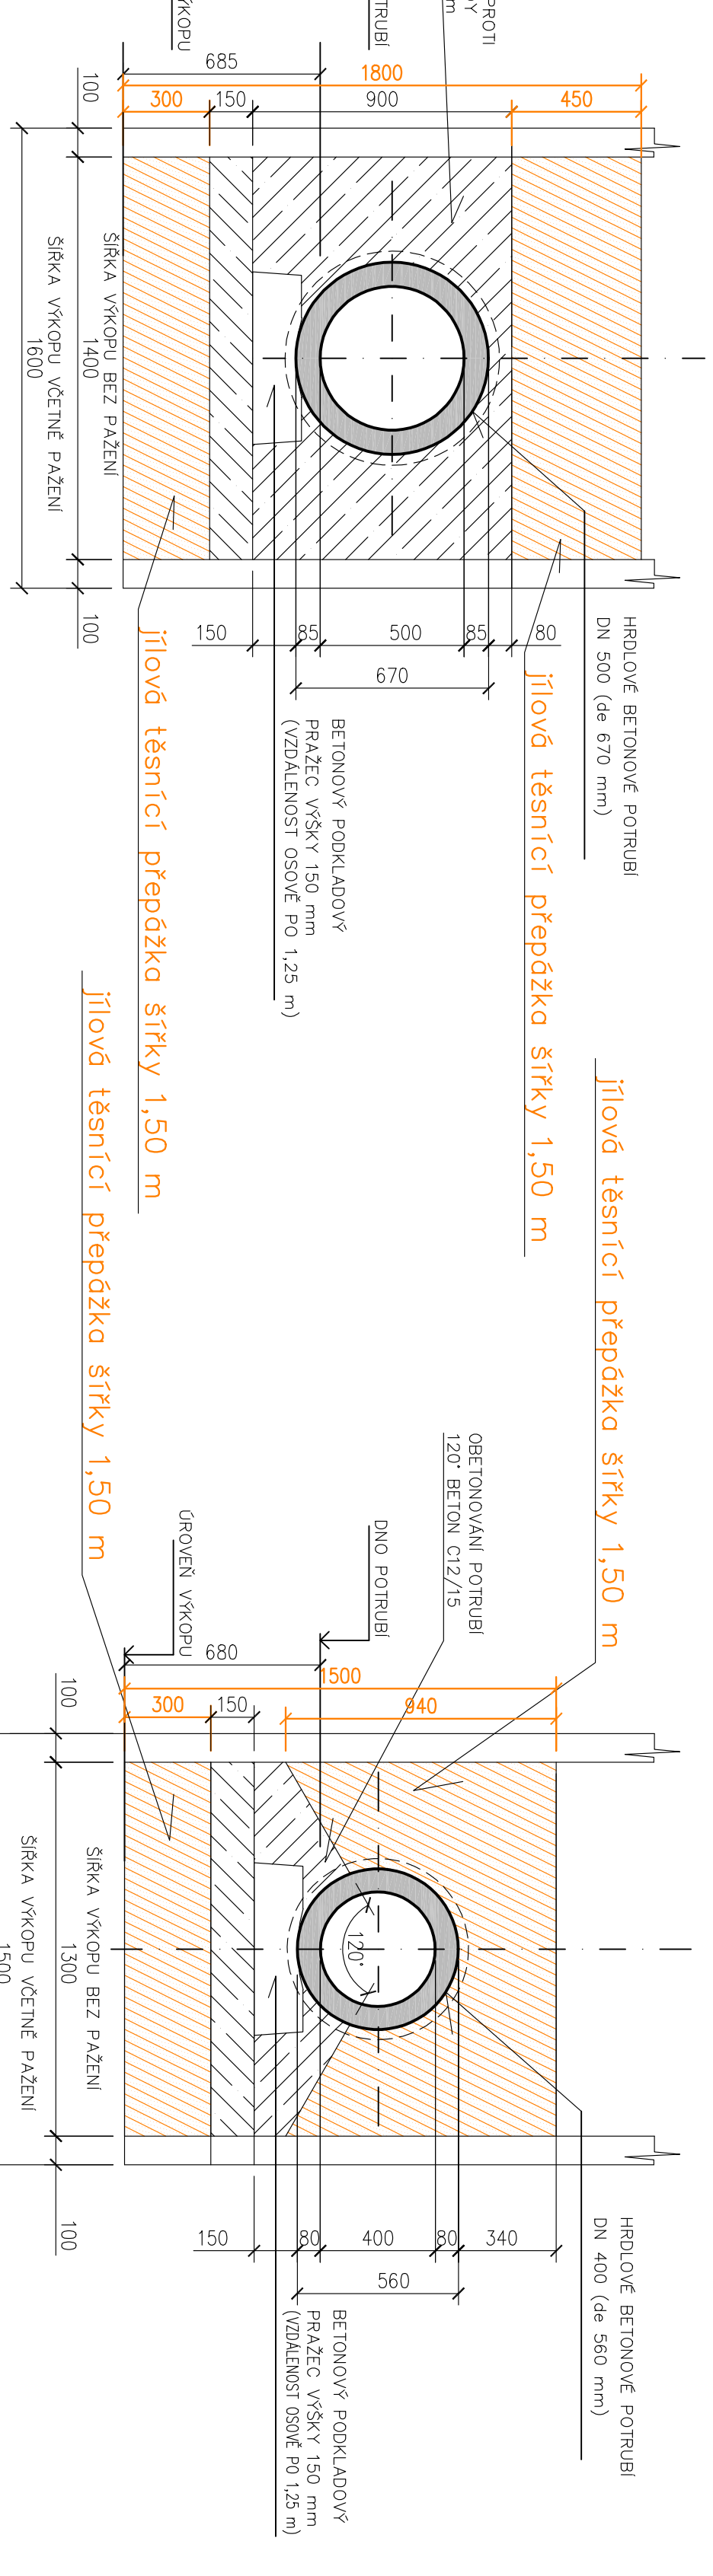 PROTI
DY
m
TRUBÍ
ÝKOPU
685
1800
300
150
900
450
100
1400
100
ŠÍŘKA VÝKOPU BEZ PAŽENÍ
1600
ŠÍŘKA VÝKOPU VČETNĚ PAŽENÍ
150
85
500
85
80
670
HRDLOVÉ BETONOVÉ POTRUBÍ
DN 500 (de 670 mm)
BETONOVÝ PODKLADOVÝ
PRAŽEC VÝŠKY 150 mm
(VZDÁLENOST OSOVĚ PO 1,25 m)
jílová těsnící přepážka šířky 1,50 m
jílová těsnící přepážka šířky 1,50 m
jílová těsnící přepážka šířky 1,50 m
jílová těsnící přepážka šířky 1,50 m
OBETONOVÁNÍ POTRUBÍ
120° BETON C12/15
DNO POTRUBÍ
ÚROVEŇ VÝKOPU
680
1500
300
150
940
120°
100
1300
100
ŠÍŘKA VÝKOPU BEZ PAŽENÍ
1500
ŠÍŘKA VÝKOPU VČETNĚ PAŽENÍ
150
80
400
80
340
560
HRDLOVÉ BETONOVÉ POTRUBÍ
DN 400 (de 560 mm)
BETONOVÝ PODKLADOVÝ
PRAŽEC VÝŠKY 150 mm
(VZDÁLENOST OSOVĚ PO 1,25 m)